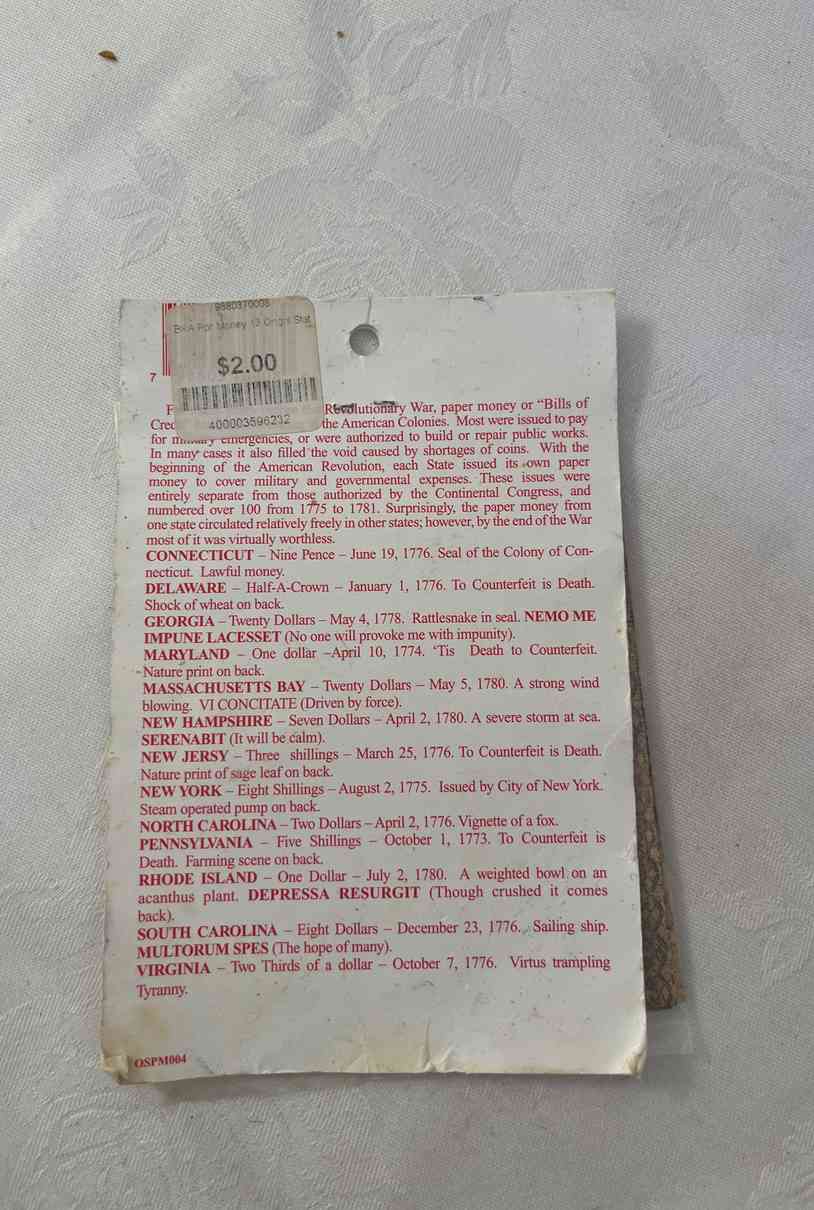 9880370005
Rep Money 13 Origni Stat
$2.00
400003596232
7
F Revolutionary War, paper money or “Bills of
Cred the American Colonies. Most were issued to pay
for military emergencies, or were authorized to build or repair public works.
In many cases it also filled the void caused by shortages of coins. With the
beginning of the American Revolution, each State issued its own paper
money to cover military and governmental expenses. These issues were
entirely separate from those authorized by the Continental Congress, and
numbered over 100 from 1775 to 1781. Surprisingly, the paper money from
one state circulated relatively freely in other states; however, by the end of the War
most of it was virtually worthless.
CONNECTICUT – Nine Pence – June 19, 1776. Seal of the Colony of Con-
necticut. Lawful money.
DELAWARE – Half-A-Crown – January 1, 1776. To Counterfeit is Death.
Shock of wheat on back.
GEORGIA – Twenty Dollars – May 4, 1778. Rattlesnake in seal. NEMO ME
IMPUNE LACESSET (No one will provoke me with impunity).
MARYLAND – One dollar –April 10, 1774. ‘Tis Death to Counterfeit.
Nature print on back.
MASSACHUSETTS BAY – Twenty Dollars – May 5, 1780. A strong wind
blowing. VI CONCITATE (Driven by force).
NEW HAMPSHIRE – Seven Dollars – April 2, 1780. A severe storm at sea.
SERENABIT (It will be calm).
NEW JERSY – Three shillings – March 25, 1776. To Counterfeit is Death.
Nature print of sage leaf on back.
NEW YORK – Eight Shillings – August 2, 1775. Issued by City of New York.
Steam operated pump on back.
NORTH CAROLINA – Two Dollars – April 2, 1776. Vignette of a fox.
PENNSYLVANIA – Five Shillings – October 1, 1773. To Counterfeit is
Death. Farming scene on back.
RHODE ISLAND – One Dollar – July 2, 1780. A weighted bowl on an
acanthus plant. DEPRESSA RESURGIT (Though crushed it comes
back).
SOUTH CAROLINA – Eight Dollars – December 23, 1776. Sailing ship.
MULTORUM SPES (The hope of many).
VIRGINIA – Two Thirds of a dollar – October 7, 1776. Virtus trampling
Tyranny.
OSPM004